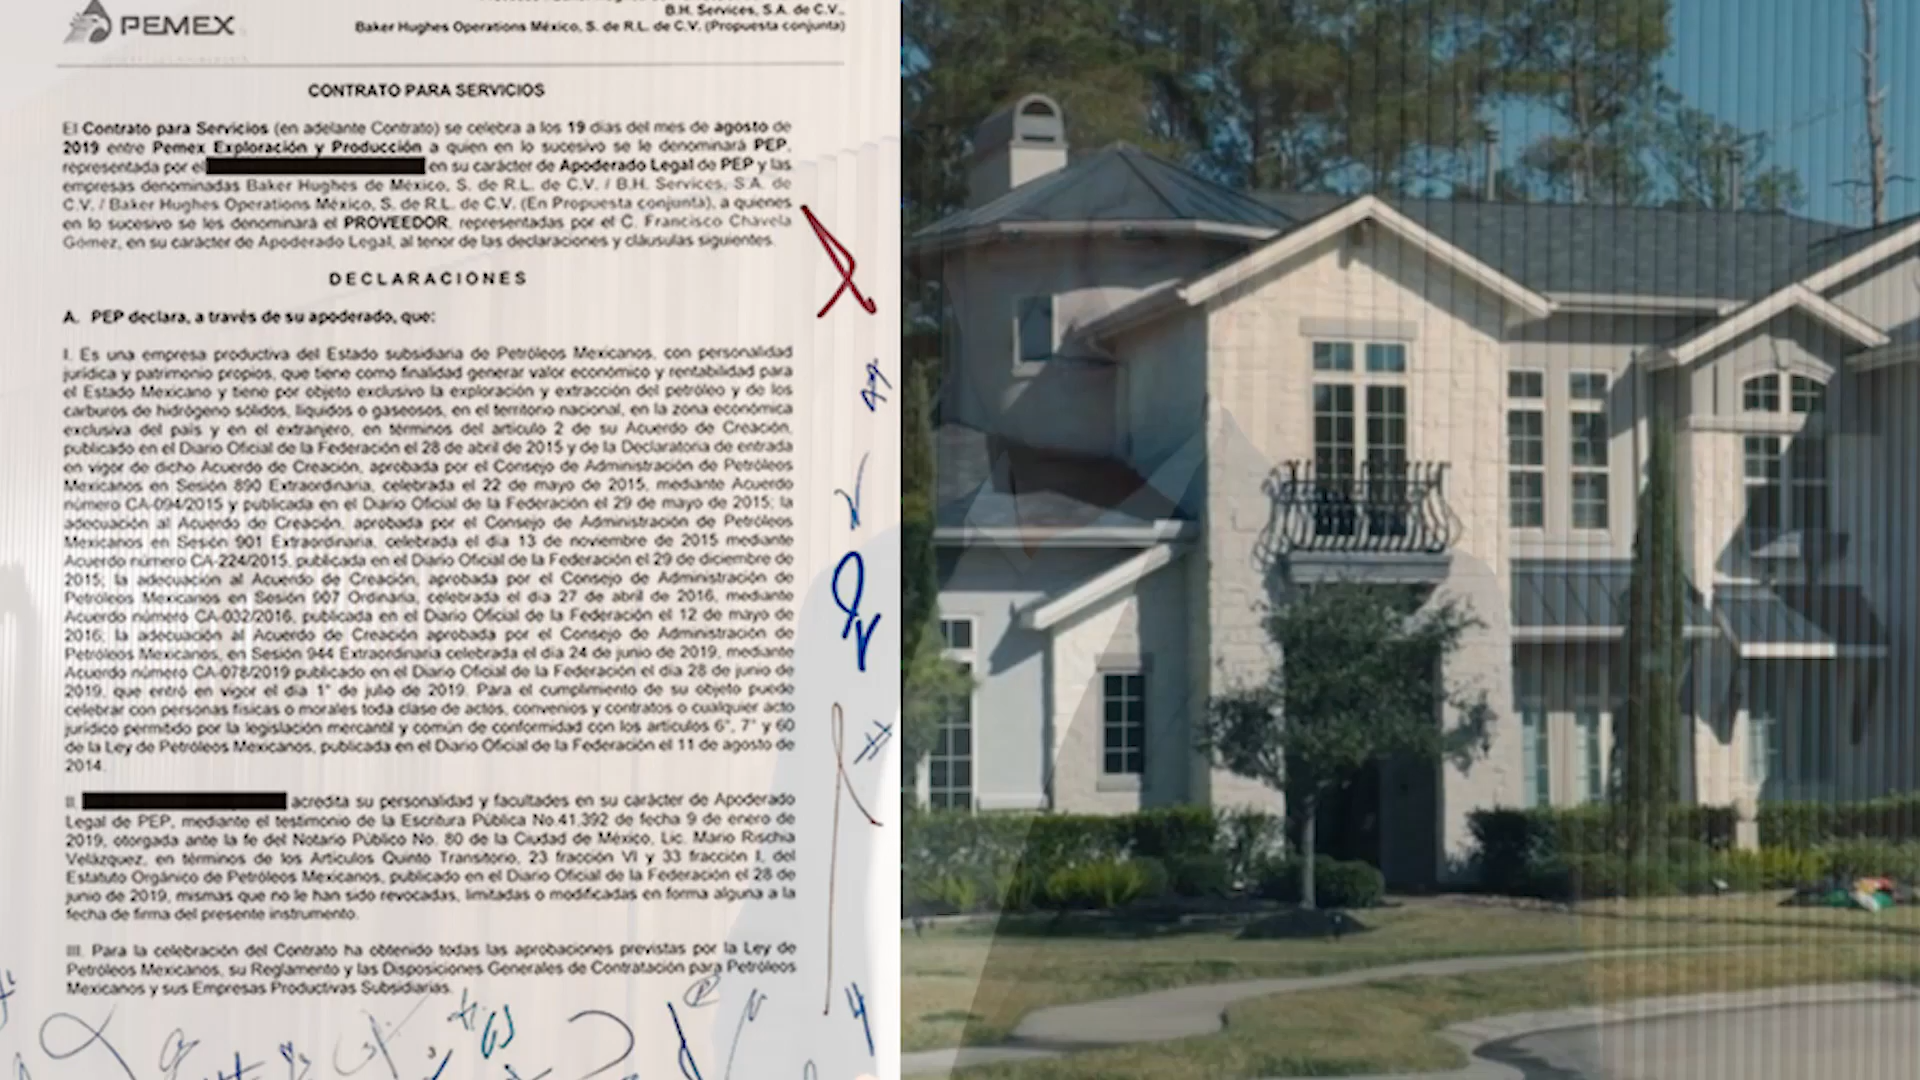 PEMEX
B.H. Services, S.A. de C.V.,
Baker Hughes Operations México, S. de R.L. de C.V. (Propuesta conjunta)
CONTRATO PARA SERVICIOS
El Contrato para Servicios (en adelante Contrato) se celebra a los 19 días del mes de agosto de
2019 entre Pemex Exploración y Producción a quien en lo sucesivo se le denominará PEP,
representada por el en su carácter de Apoderado Legal de PEP y las
empresas denominadas Baker Hughes de México, S. de R.L. de C.V. / B.H. Services, S.A. de
C.V. / Baker Hughes Operations México, S. de R.L. de C.V. (En Propuesta conjunta), a quienes
en lo sucesivo se les denominará el PROVEEDOR, representadas por el C. Francisco Chavela
Gómez, en su carácter de Apoderado Legal, al tenor de las declaraciones y cláusulas siguientes.
DECLARACIONES
A. PEP declara, a través de su apoderado, que:
I. Es una empresa productiva del Estado subsidiaria de Petróleos Mexicanos, con personalidad
jurídica y patrimonio propios, que tiene como finalidad generar valor económico y rentabilidad para
el Estado Mexicano y tiene por objeto exclusivo la exploración y extracción del petróleo y de los
carburos de hidrógeno sólidos, líquidos o gaseosos, en el territorio nacional, en la zona económica
exclusiva del país y en el extranjero, en términos del artículo 2 de su Acuerdo de Creación,
publicado en el Diario Oficial de la Federación el 28 de abril de 2015 y de la Declaratoria de entrada
en vigor de dicho Acuerdo de Creación, aprobada por el Consejo de Administración de Petróleos
Mexicanos en Sesión 890 Extraordinaria, celebrada el 22 de mayo de 2015, mediante Acuerdo
número CA-094/2015 y publicada en el Diario Oficial de la Federación el 29 de mayo de 2015; la
adecuación al Acuerdo de Creación, aprobada por el Consejo de Administración de Petróleos
Mexicanos en Sesión 901 Extraordinaria, celebrada el día 13 de noviembre de 2015 mediante
Acuerdo número CA-224/2015, publicada en el Diario Oficial de la Federación el 29 de diciembre de
2015; la adecuación al Acuerdo de Creación, aprobada por el Consejo de Administración de
Petróleos Mexicanos en Sesión 907 Ordinaria, celebrada el día 27 de abril de 2016, mediante
Acuerdo número CA-032/2016, publicada en el Diario Oficial de la Federación el 12 de mayo de
2016; la adecuación al Acuerdo de Creación aprobada por el Consejo de Administración de
Petróleos Mexicanos, en Sesión 944 Extraordinaria celebrada el día 24 de junio de 2019, mediante
Acuerdo número CA-078/2019 publicado en el Diario Oficial de la Federación el día 28 de junio de
2019, que entró en vigor el día 1° de julio de 2019. Para el cumplimiento de su objeto puede
celebrar con personas físicas o morales toda clase de actos, convenios y contratos o cualquier acto
jurídico permitido por la legislación mercantil y común de conformidad con los artículos 6°, 7° y 60
de la Ley de Petróleos Mexicanos, publicada en el Diario Oficial de la Federación el 11 de agosto de
2014.
II. acredita su personalidad y facultades en su carácter de Apoderado
Legal de PEP, mediante el testimonio de la Escritura Pública No.41,392 de fecha 9 de enero de
2019, otorgada ante la fe del Notario Público No. 80 de la Ciudad de México, Lic. Mario Rischia
Velázquez, en términos de los Artículos Quinto Transitorio, 23 fracción VI y 33 fracción I, del
Estatuto Orgánico de Petróleos Mexicanos, publicado en el Diario Oficial de la Federación el 28 de
junio de 2019, mismas que no le han sido revocadas, limitadas o modificadas en forma alguna a la
fecha de firma del presente instrumento.
III. Para la celebración del Contrato ha obtenido todas las aprobaciones previstas por la Ley de
Petróleos Mexicanos, su Reglamento y las Disposiciones Generales de Contratación para Petróleos
Mexicanos y sus Empresas Productivas Subsidiarias.
3